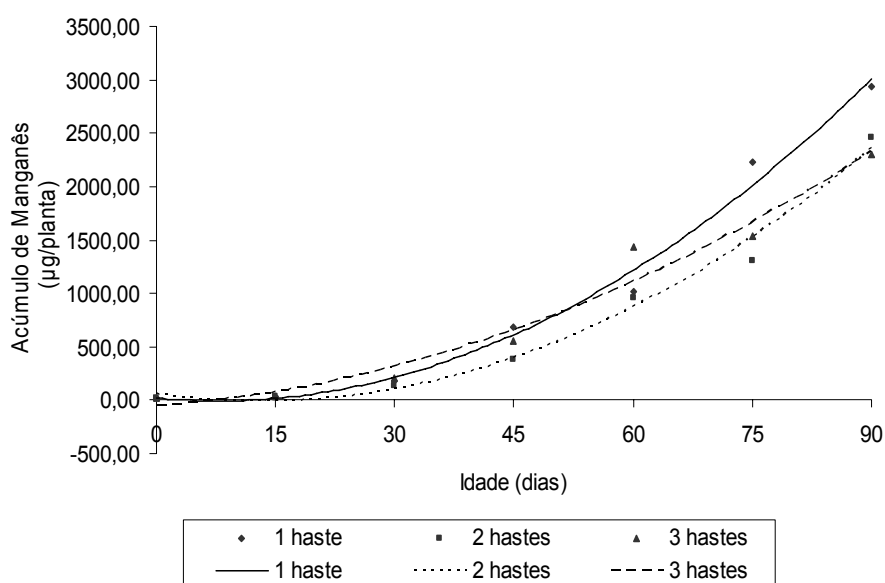 3500,00
3000,00
2500,00
2000,00
1500,00
1000,00
500,00
0,00
-500,00
Acúmulo de Manganês
(µg/planta)
0 15 30 45 60 75 90
Idade (dias)
1 haste 2 hastes 3 hastes
1 haste 2 hastes 3 hastes